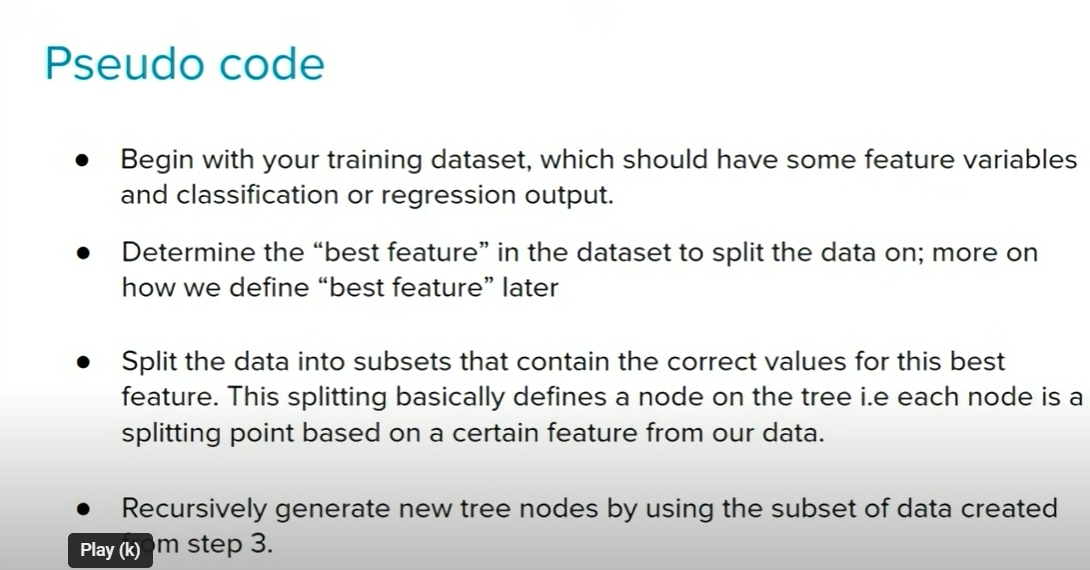 Pseudo code
● Begin with your training dataset, which should have some feature variables
and classification or regression output.
● Determine the “best feature” in the dataset to split the data on; more on
how we define “best feature” later
● Split the data into subsets that contain the correct values for this best
feature. This splitting basically defines a node on the tree i.e each node is a
splitting point based on a certain feature from our data.
● Recursively generate new tree nodes by using the subset of data created
from step 3.
Play (k)